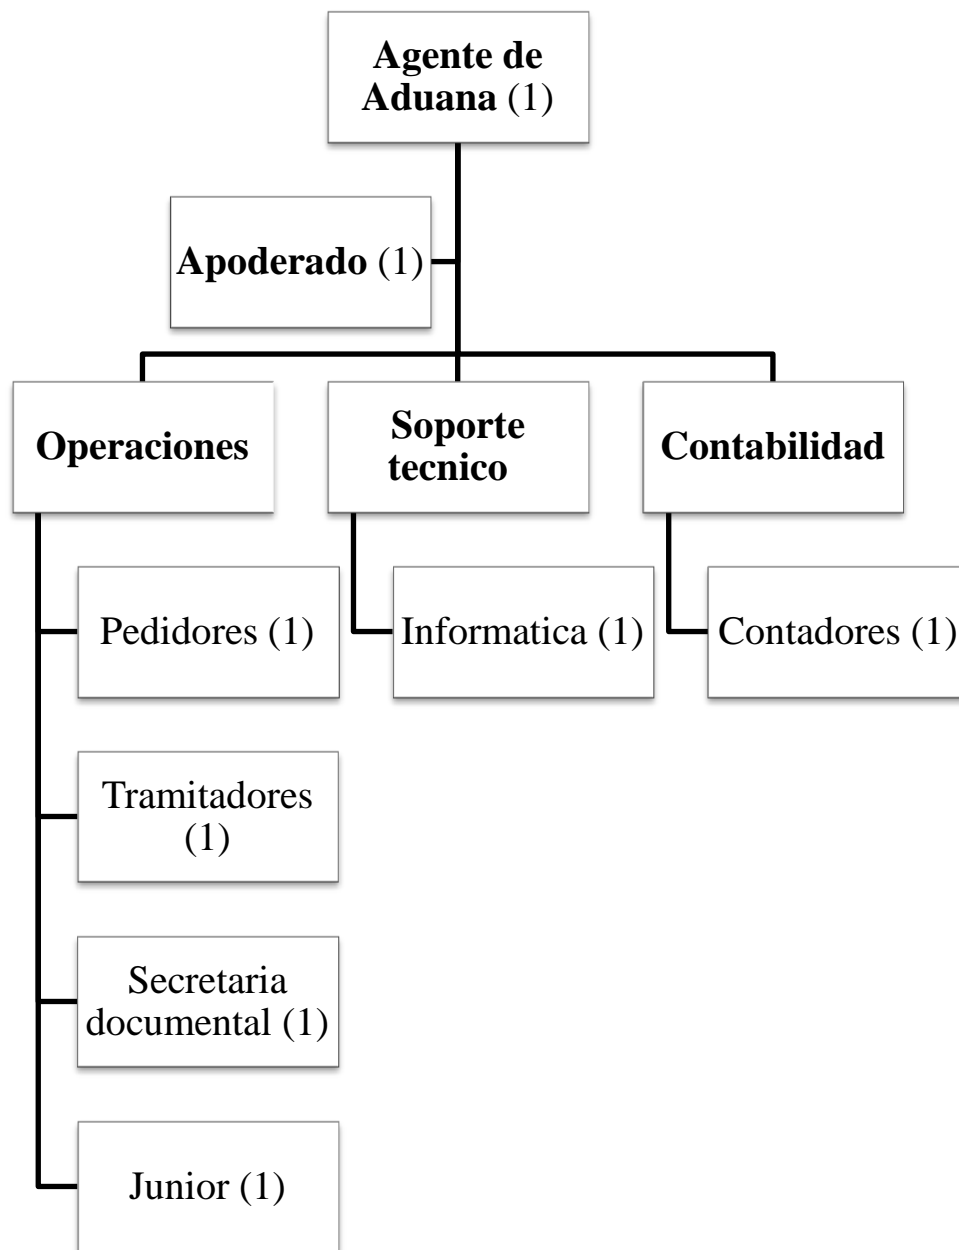 Agente de
Aduana (1)
Apoderado (1)
Operaciones
Soporte
tecnico
Contabilidad
Pedidores (1)
Informatica (1)
Contadores (1)
Tramitadores
(1)
Secretaria
documental (1)
Junior (1)